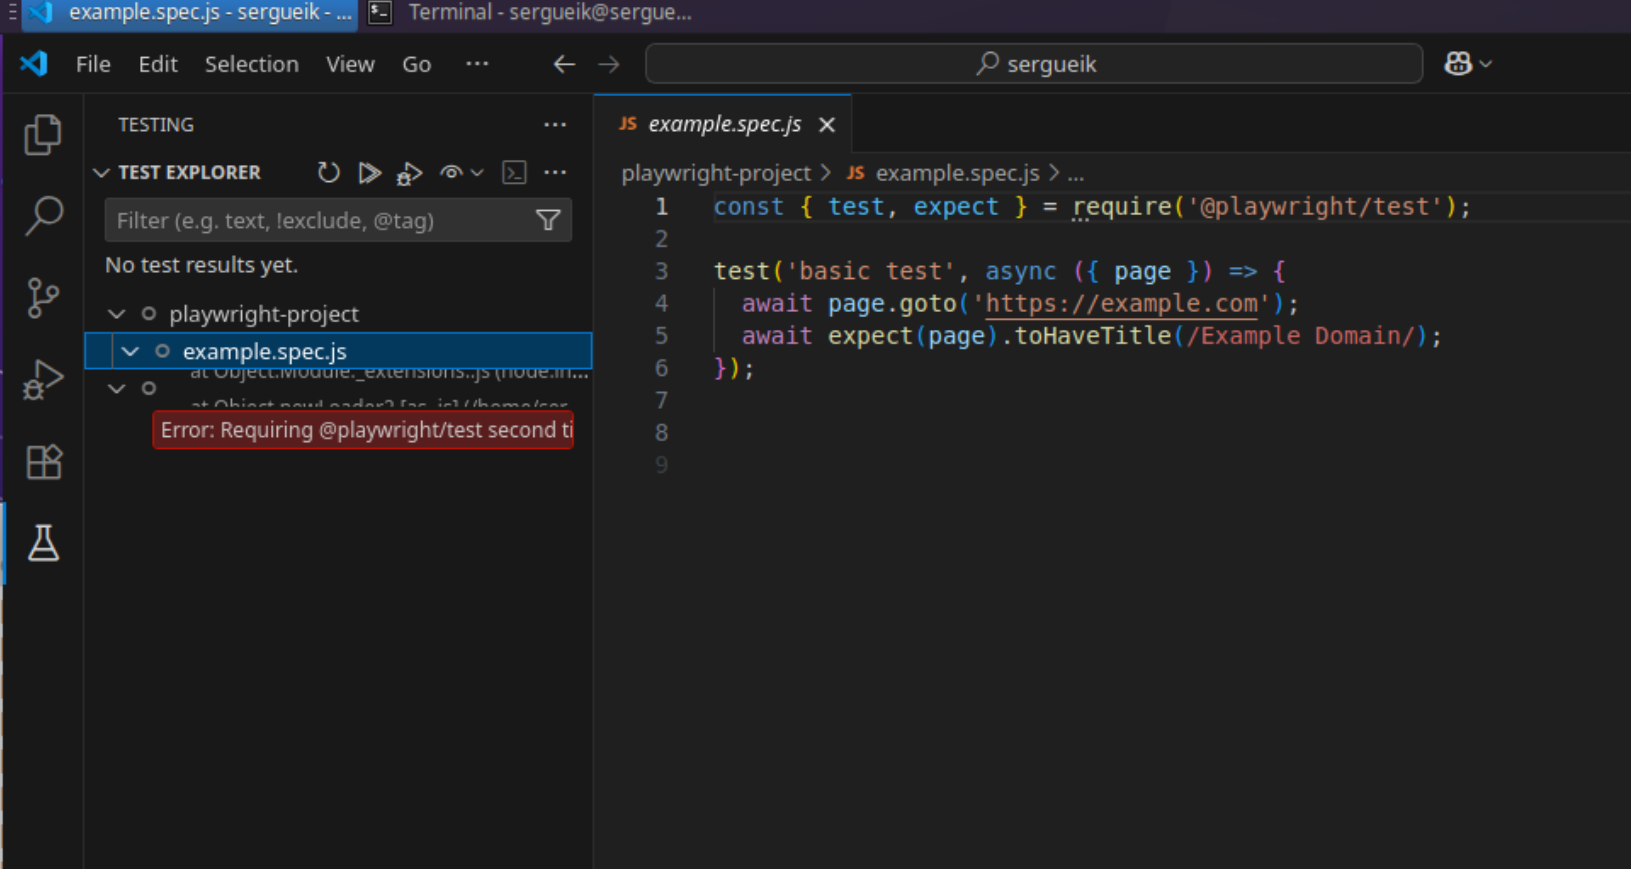 example.spec.js - sergueik - ...
Terminal - sergueik@sergue...
File Edit Selection View Go ...
sergueik
TESTING
TEST EXPLORER
Filter (e.g. text, !exclude, @tag)
No test results yet.
playwright-project
example.spec.js
at Object.Module._extensions..js (node:in...
at Object.newLoader2 [as .js] (/home/ser
Error: Requiring @playwright/test second ti
JS example.spec.js
playwright-project > JS example.spec.js > ...
1 const { test, expect } = require('@playwright/test');
2
3 test('basic test', async ({ page }) => {
4 await page.goto('https://example.com');
5 await expect(page).toHaveTitle(/Example Domain/);
6 });
7
8
9